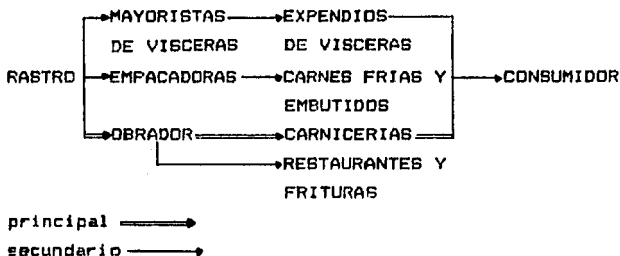 MAYORISTAS EXPENDIOS
DE VISCERAS DE VISCERAS
RASTRO EMPACADORAS CARNES FRIAS Y CONSUMIDOR
EMBUTIDOS
OBRADOR CARNICERIAS
RESTAURANTES Y
FRITURAS
principal
secundario